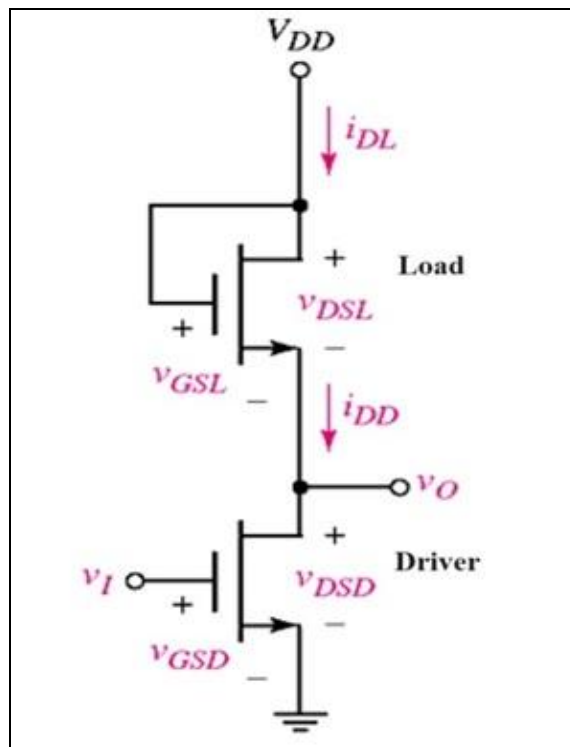 V_DD
i_DL
+
Load
v_DSL
+
−
v_GSL
−
i_DD
v_O
+
Driver
v_I
v_DSD
+
−
v_GSD
−